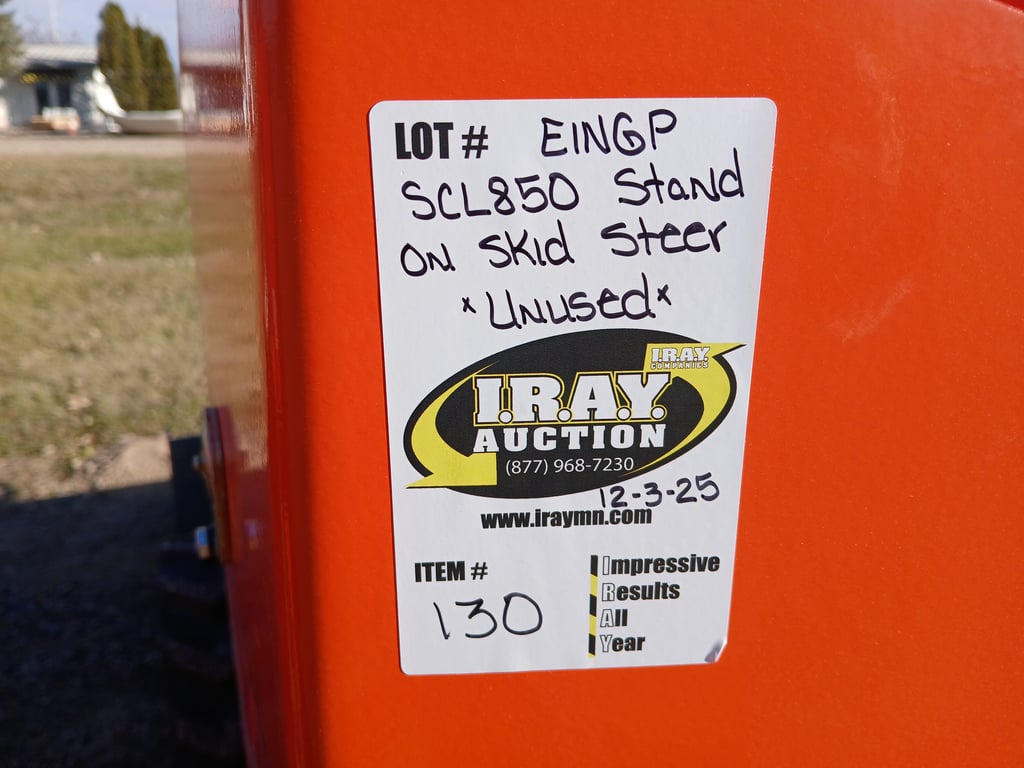 LOT # EINGP
SCL850 Stand
On Skid Steer
*Unused*
I.R.A.Y.
COMPANIES
I.R.A.Y.
AUCTION
(877) 968-7230
12-3-25
www.iraymn.com
ITEM #
130
Impressive
Results
All
Year